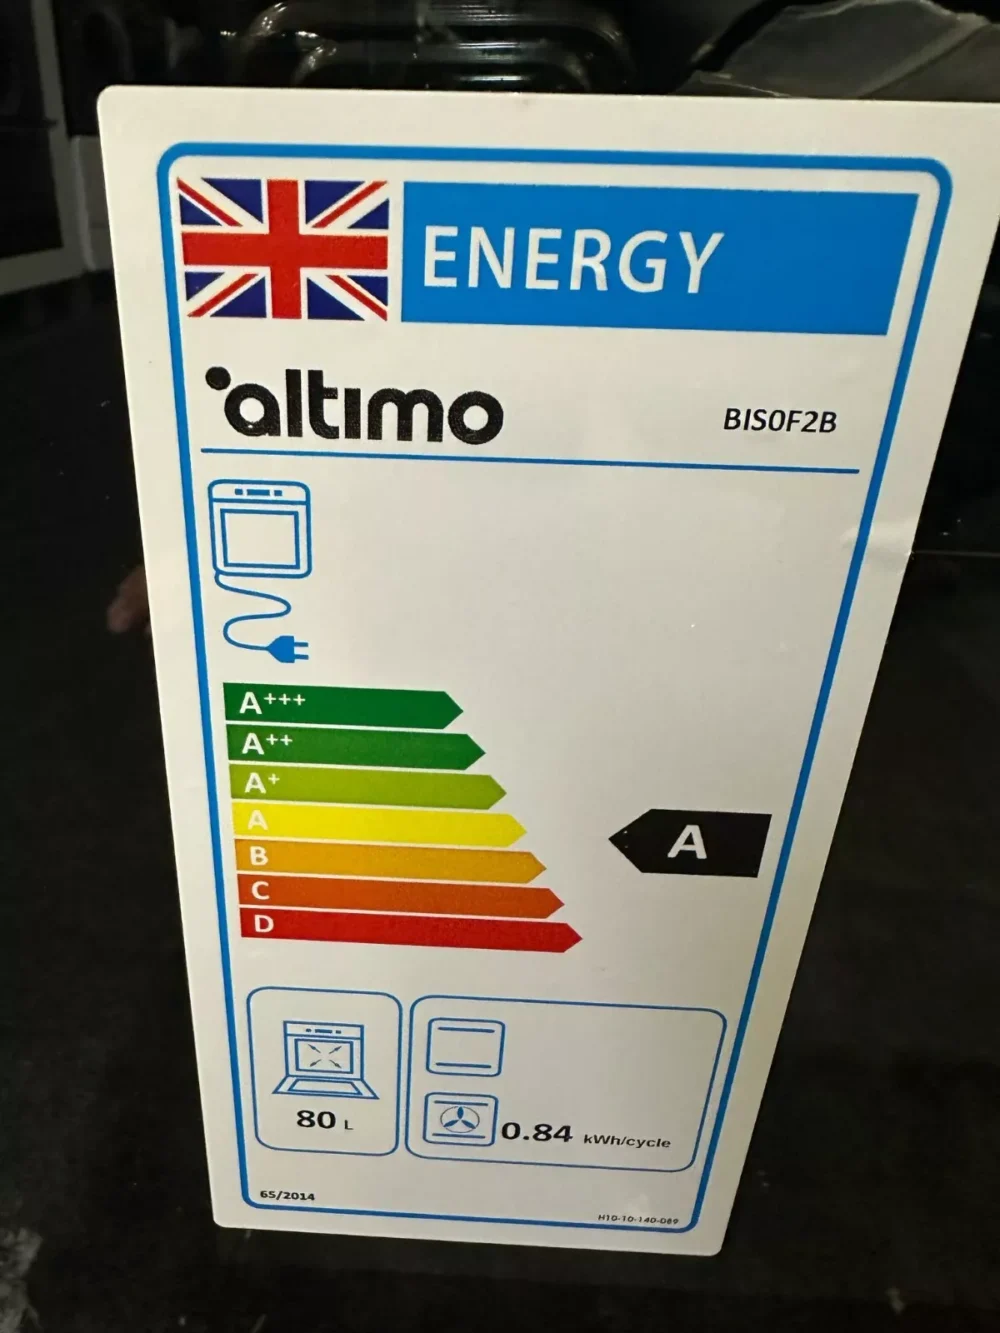 ENERGY
altimo
BIS0F2B
A+++
A++
A+
A
B
C
D
A
80 L
0.84 kWh/cycle
65/2014
H10-10-140-089